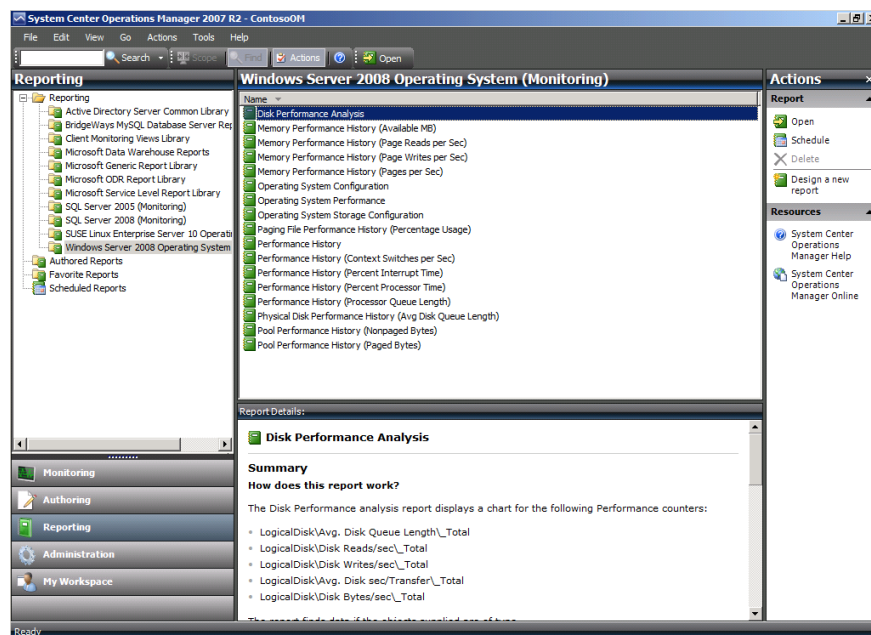 System Center Operations Manager 2007 R2 - ContosoOM
File Edit View Go Actions Tools Help
Search Scope Find Actions Open
Reporting
Reporting
Active Directory Server Common Library
BridgeWays MySQL Database Server Rep
Client Monitoring Views Library
Microsoft Data Warehouse Reports
Microsoft Generic Report Library
Microsoft ODR Report Library
Microsoft Service Level Report Library
SQL Server 2005 (Monitoring)
SQL Server 2008 (Monitoring)
SUSE Linux Enterprise Server 10 Operati
Windows Server 2008 Operating System
Authored Reports
Favorite Reports
Scheduled Reports
Monitoring
Authoring
Reporting
Administration
My Workspace
Windows Server 2008 Operating System (Monitoring)
Name
Disk Performance Analysis
Memory Performance History (Available MB)
Memory Performance History (Page Reads per Sec)
Memory Performance History (Page Writes per Sec)
Memory Performance History (Pages per Sec)
Operating System Configuration
Operating System Performance
Operating System Storage Configuration
Paging File Performance History (Percentage Usage)
Performance History
Performance History (Context Switches per Sec)
Performance History (Percent Interrupt Time)
Performance History (Percent Processor Time)
Performance History (Processor Queue Length)
Physical Disk Performance History (Avg Disk Queue Length)
Pool Performance History (Nonpaged Bytes)
Pool Performance History (Paged Bytes)
Report Details:
Disk Performance Analysis
Summary
How does this report work?
The Disk Performance analysis report displays a chart for the following Performance counters:
LogicalDisk\Avg. Disk Queue Length\_Total
LogicalDisk\Disk Reads/sec\_Total
LogicalDisk\Disk Writes/sec\_Total
LogicalDisk\Avg. Disk sec/Transfer\_Total
LogicalDisk\Disk Bytes/sec\_Total
The report finds data if the objects supplied are of type
Actions
Report
Open
Schedule
Delete
Design a new
report
Resources
System Center
Operations
Manager Help
System Center
Operations
Manager Online
Ready